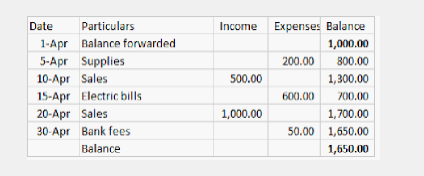 Date Particulars Income Expenses Balance
1-Apr Balance forwarded 1,000.00
5-Apr Supplies 200.00 800.00
10-Apr Sales 500.00 1,300.00
15-Apr Electric bills 600.00 700.00
20-Apr Sales 1,000.00 1,700.00
30-Apr Bank fees 50.00 1,650.00
Balance 1,650.00